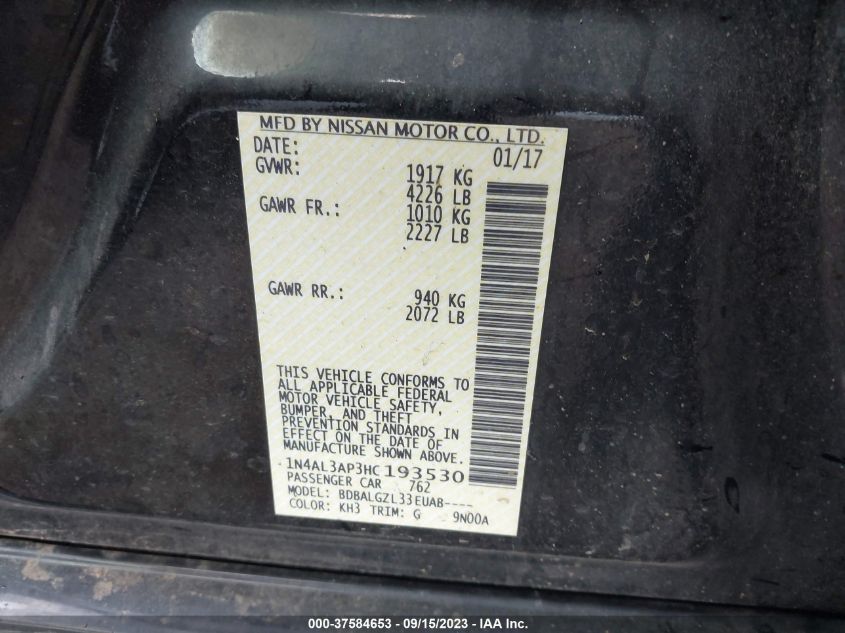 MFD BY NISSAN MOTOR CO., LTD.
DATE: 01/17
GVWR: 1917 KG
4226 LB
GAWR FR.: 1010 KG
2227 LB
GAWR RR.: 940 KG
2072 LB
THIS VEHICLE CONFORMS TO
ALL APPLICABLE FEDERAL
MOTOR VEHICLE SAFETY,
BUMPER, AND THEFT
PREVENTION STANDARDS IN
EFFECT ON THE DATE OF
MANUFACTURE SHOWN ABOVE.
1N4AL3AP3HC193530
PASSENGER CAR 762
MODEL: BDBALGZL33EUAB----
COLOR: KH3 TRIM: G 9N00A
000-37584653 - 09/15/2023 - IAA Inc.